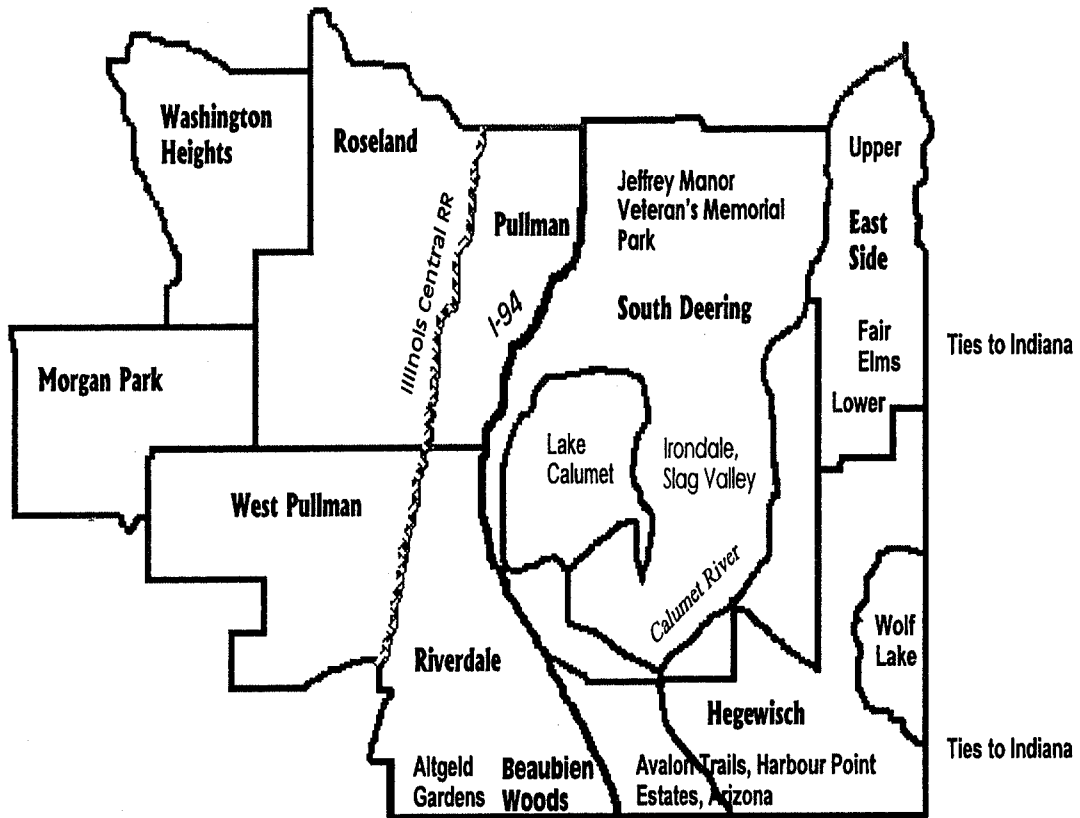 Washington
Heights
Roseland
Upper
Jeffrey Manor
Veteran's Memorial
Park
Pullman
East
Side
Illinois Central RR
I-94
South Deering
Fair
Elms
Ties to Indiana
Morgan Park
Lower
Lake
Calumet
Irondale,
Slag Valley
West Pullman
Calumet River
Wolf
Lake
Riverdale
Hegewisch
Ties to Indiana
Altgeld
Gardens
Beaubien
Woods
Avalon Trails, Harbour Point
Estates, Arizona